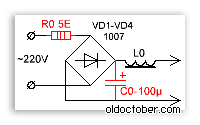 R0 5E
VD1-VD4
1007
L0
~220V
+
C0-100μ
oldoctober.com